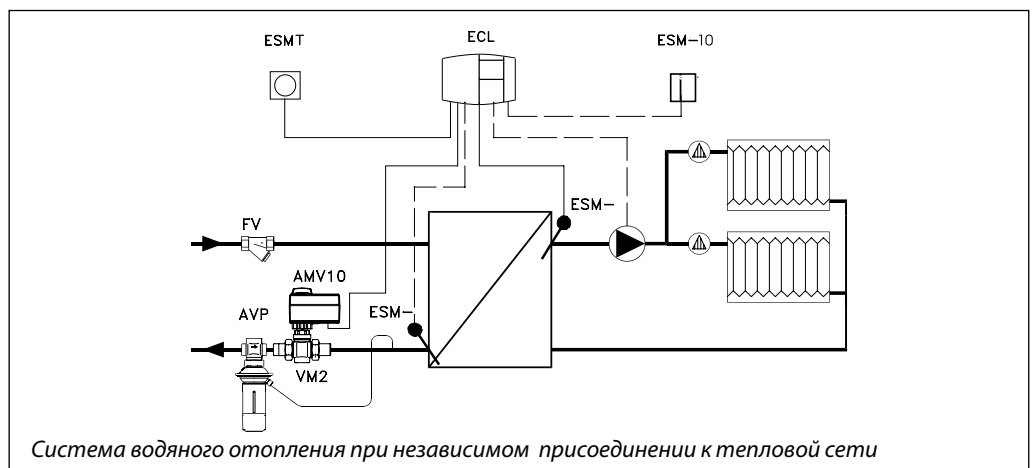 ESMT
ECL
ESM-10
ESM-
FV
AMV10
ESM-
AVP
VM2
Система водяного отопления при независимом присоединении к тепловой сети